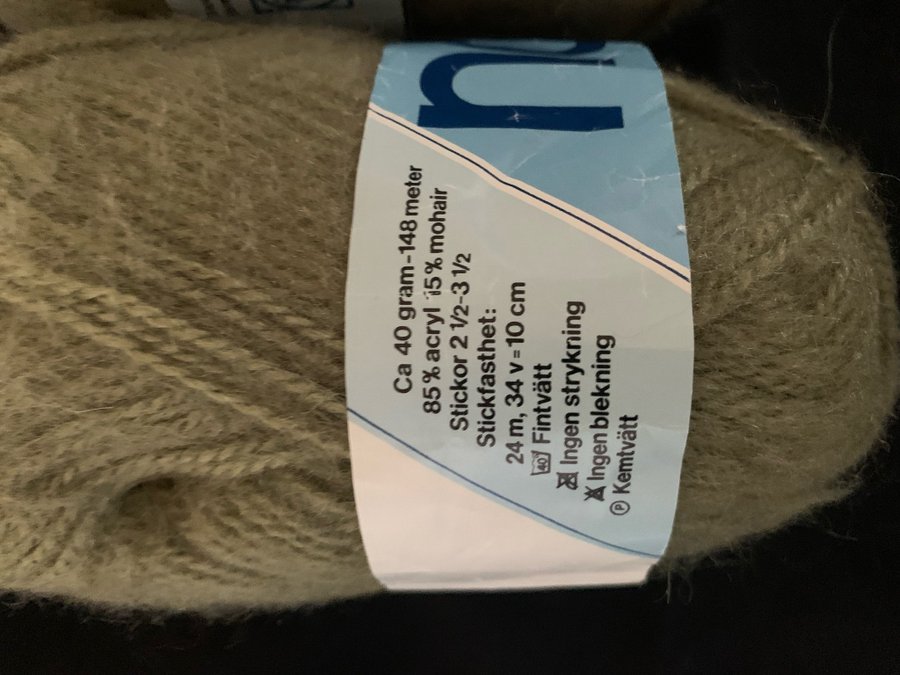 Ca 40 gram-148 meter
85% acryl 15% mohair
Stickor 2 1/2-3 1/2
Stickfasthet:
24 m, 34 v = 10 cm
40 Fintvätt
Ingen strykning
Ingen blekning
P Kemtvätt